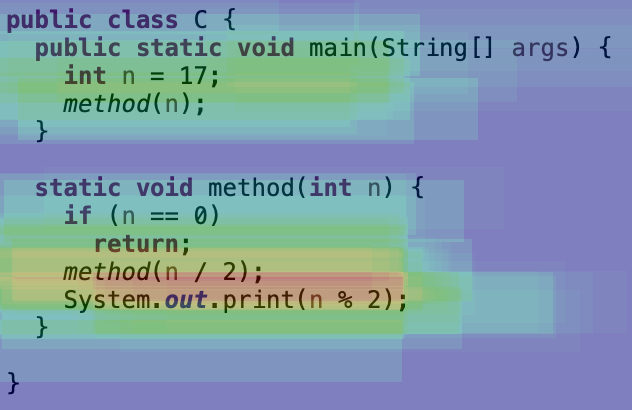 public class C {
public static void main(String[] args) {
int n = 17;
method(n);
}
static void method(int n) {
if (n == 0)
return;
method(n / 2);
System.out.print(n % 2);
}
}